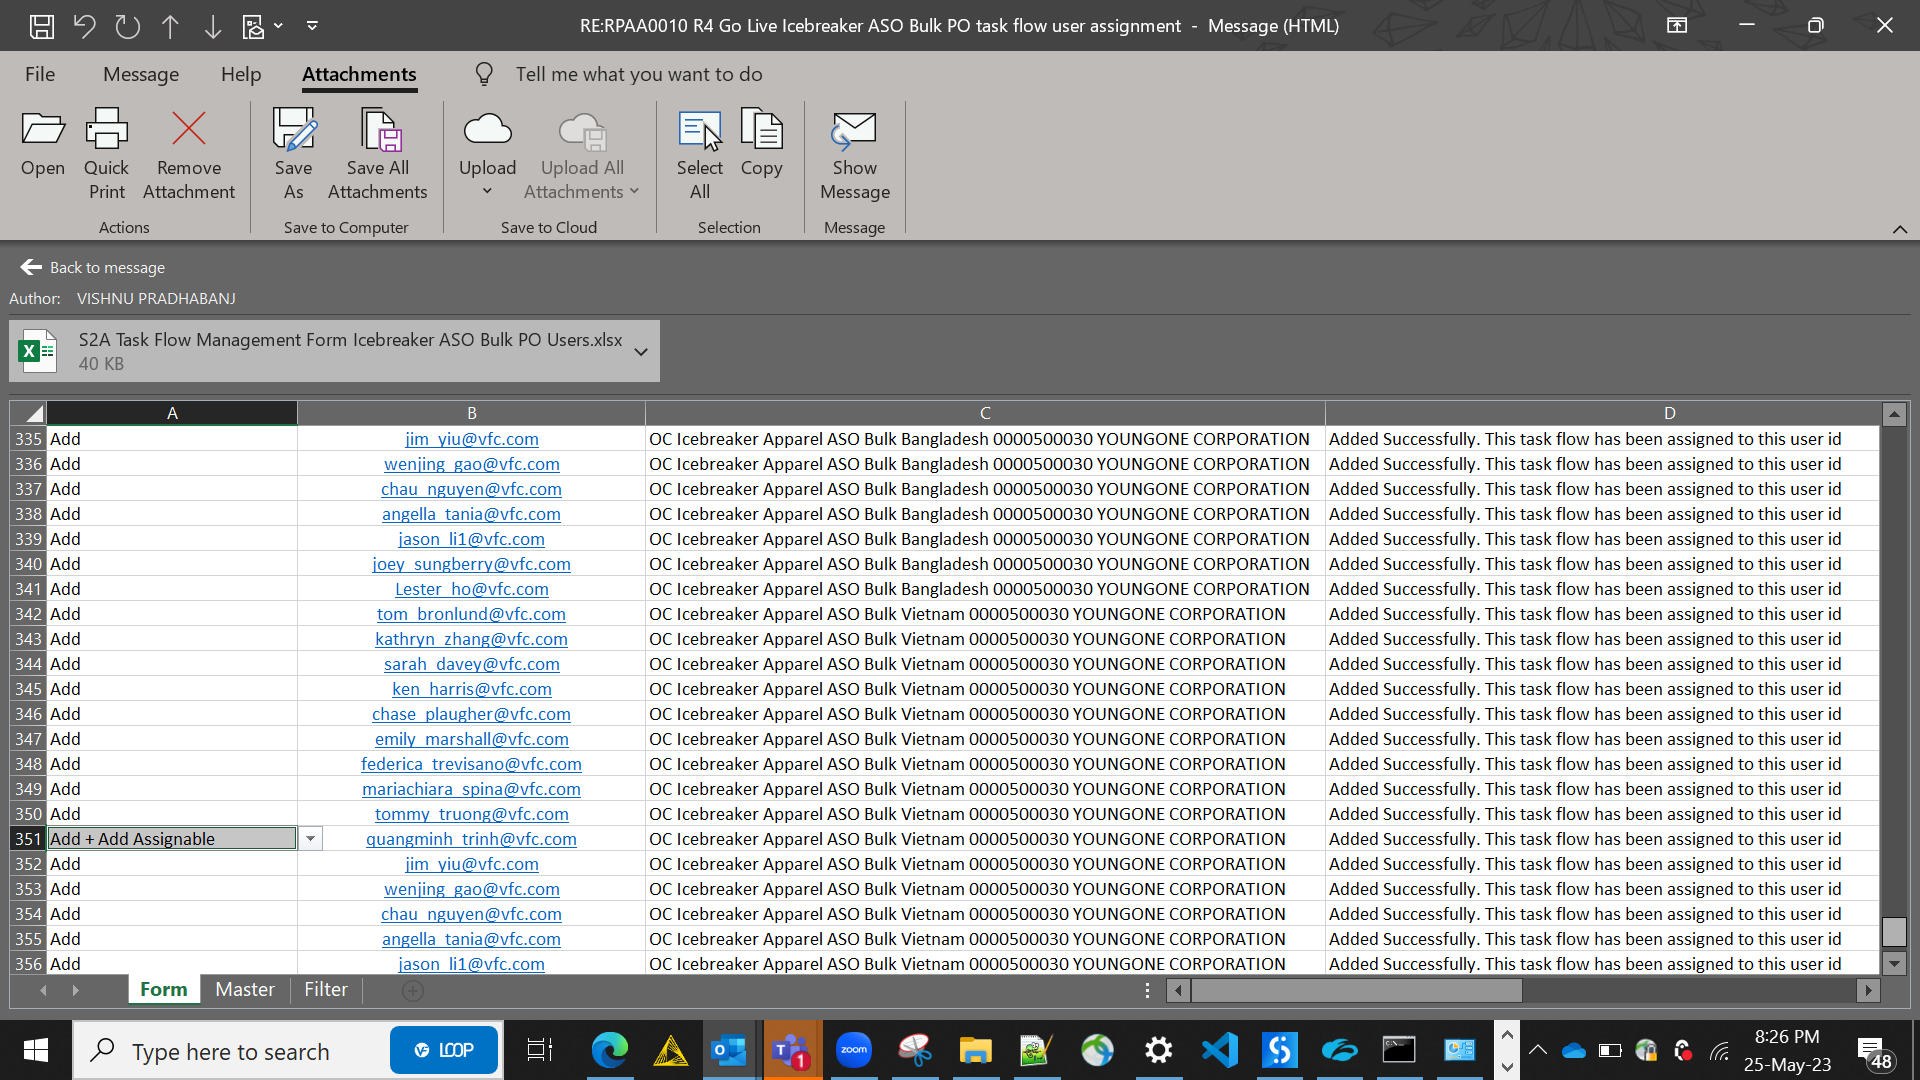 RE:RPAA0010 R4 Go Live Icebreaker ASO Bulk PO task flow user assignment - Message (HTML)
File Message Help Attachments Tell me what you want to do
Open Quick Print Remove Attachment Save As Save All Attachments Upload Upload All Attachments Select All Copy Show Message
Actions Save to Computer Save to Cloud Selection Message
Back to message
Author: VISHNU PRADHABANJ
S2A Task Flow Management Form Icebreaker ASO Bulk PO Users.xlsx
40 KB
A B C D
335 Add jim_yiu@vfc.com OC Icebreaker Apparel ASO Bulk Bangladesh 0000500030 YOUNGONE CORPORATION Added Successfully. This task flow has been assigned to this user id
336 Add wenjing_gao@vfc.com OC Icebreaker Apparel ASO Bulk Bangladesh 0000500030 YOUNGONE CORPORATION Added Successfully. This task flow has been assigned to this user id
337 Add chau_nguyen@vfc.com OC Icebreaker Apparel ASO Bulk Bangladesh 0000500030 YOUNGONE CORPORATION Added Successfully. This task flow has been assigned to this user id
338 Add angella_tania@vfc.com OC Icebreaker Apparel ASO Bulk Bangladesh 0000500030 YOUNGONE CORPORATION Added Successfully. This task flow has been assigned to this user id
339 Add jason_li1@vfc.com OC Icebreaker Apparel ASO Bulk Bangladesh 0000500030 YOUNGONE CORPORATION Added Successfully. This task flow has been assigned to this user id
340 Add joey_sungberry@vfc.com OC Icebreaker Apparel ASO Bulk Bangladesh 0000500030 YOUNGONE CORPORATION Added Successfully. This task flow has been assigned to this user id
341 Add Lester_ho@vfc.com OC Icebreaker Apparel ASO Bulk Bangladesh 0000500030 YOUNGONE CORPORATION Added Successfully. This task flow has been assigned to this user id
342 Add tom_bronlund@vfc.com OC Icebreaker Apparel ASO Bulk Vietnam 0000500030 YOUNGONE CORPORATION Added Successfully. This task flow has been assigned to this user id
343 Add kathryn_zhang@vfc.com OC Icebreaker Apparel ASO Bulk Vietnam 0000500030 YOUNGONE CORPORATION Added Successfully. This task flow has been assigned to this user id
344 Add sarah_davey@vfc.com OC Icebreaker Apparel ASO Bulk Vietnam 0000500030 YOUNGONE CORPORATION Added Successfully. This task flow has been assigned to this user id
345 Add ken_harris@vfc.com OC Icebreaker Apparel ASO Bulk Vietnam 0000500030 YOUNGONE CORPORATION Added Successfully. This task flow has been assigned to this user id
346 Add chase_plaugher@vfc.com OC Icebreaker Apparel ASO Bulk Vietnam 0000500030 YOUNGONE CORPORATION Added Successfully. This task flow has been assigned to this user id
347 Add emily_marshall@vfc.com OC Icebreaker Apparel ASO Bulk Vietnam 0000500030 YOUNGONE CORPORATION Added Successfully. This task flow has been assigned to this user id
348 Add federica_trevisano@vfc.com OC Icebreaker Apparel ASO Bulk Vietnam 0000500030 YOUNGONE CORPORATION Added Successfully. This task flow has been assigned to this user id
349 Add mariachiara_spina@vfc.com OC Icebreaker Apparel ASO Bulk Vietnam 0000500030 YOUNGONE CORPORATION Added Successfully. This task flow has been assigned to this user id
350 Add tommy_truong@vfc.com OC Icebreaker Apparel ASO Bulk Vietnam 0000500030 YOUNGONE CORPORATION Added Successfully. This task flow has been assigned to this user id
351 Add + Add Assignable quangminh_trinh@vfc.com OC Icebreaker Apparel ASO Bulk Vietnam 0000500030 YOUNGONE CORPORATION Added Successfully. This task flow has been assigned to this user id
352 Add jim_yiu@vfc.com OC Icebreaker Apparel ASO Bulk Vietnam 0000500030 YOUNGONE CORPORATION Added Successfully. This task flow has been assigned to this user id
353 Add wenjing_gao@vfc.com OC Icebreaker Apparel ASO Bulk Vietnam 0000500030 YOUNGONE CORPORATION Added Successfully. This task flow has been assigned to this user id
354 Add chau_nguyen@vfc.com OC Icebreaker Apparel ASO Bulk Vietnam 0000500030 YOUNGONE CORPORATION Added Successfully. This task flow has been assigned to this user id
355 Add angella_tania@vfc.com OC Icebreaker Apparel ASO Bulk Vietnam 0000500030 YOUNGONE CORPORATION Added Successfully. This task flow has been assigned to this user id
356 Add jason_li1@vfc.com OC Icebreaker Apparel ASO Bulk Vietnam 0000500030 YOUNGONE CORPORATION Added Successfully. This task flow has been assigned to this user id
Form Master Filter
Type here to search LOOP zoom 1 8:26 PM
25-May-23 48